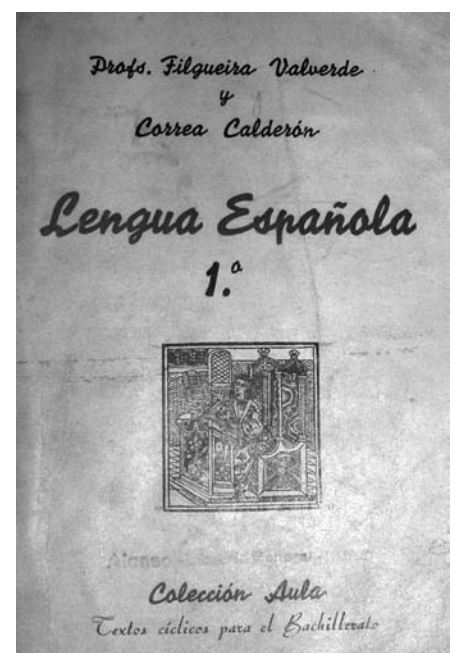 Profs. Filgueira Valverde
y
Correa Calderón
Lengua Española
1.º
Colección Aula
Textos cíclicos para el Bachillerato